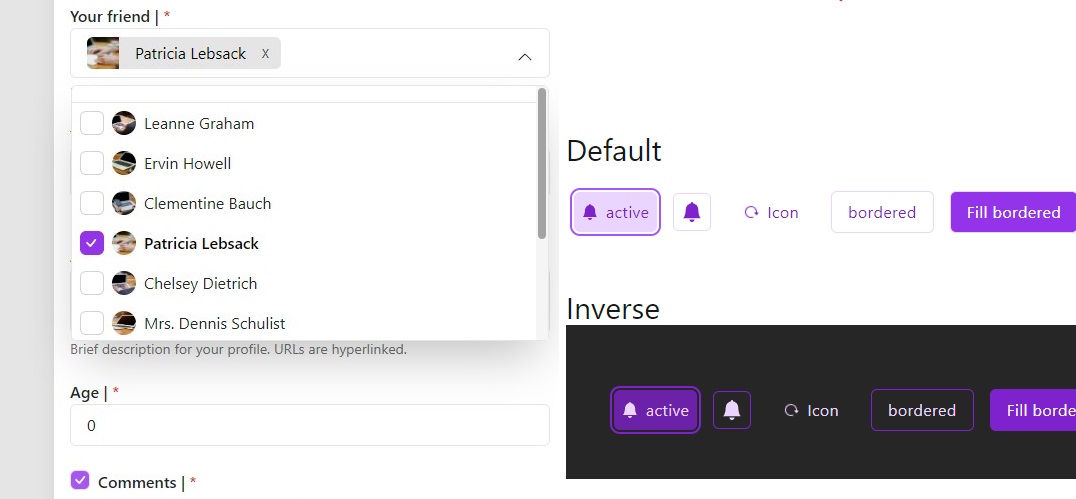 Your friend | *
Patricia Lebsack X
Leanne Graham
Ervin Howell
Clementine Bauch
Patricia Lebsack
Chelsey Dietrich
Mrs. Dennis Schulist
Brief description for your profile. URLs are hyperlinked.
Age | *
0
Comments | *
Default
active Icon bordered Fill bordered
Inverse
active Icon bordered Fill borde